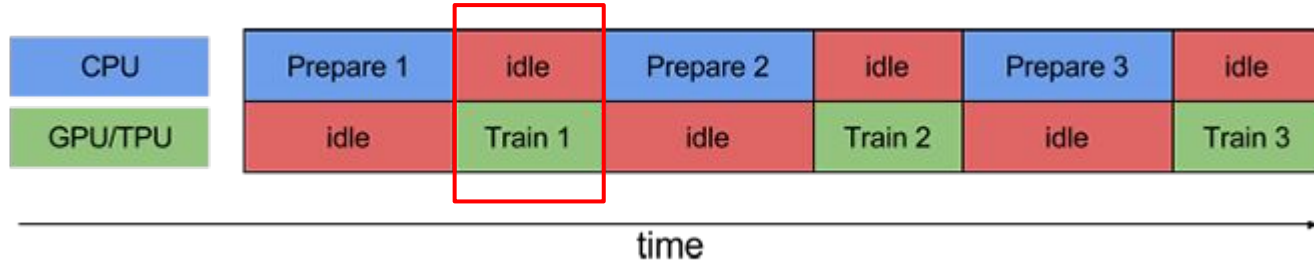 CPU Prepare 1 idle Prepare 2 idle Prepare 3 idle
GPU/TPU idle Train 1 idle Train 2 idle Train 3
time